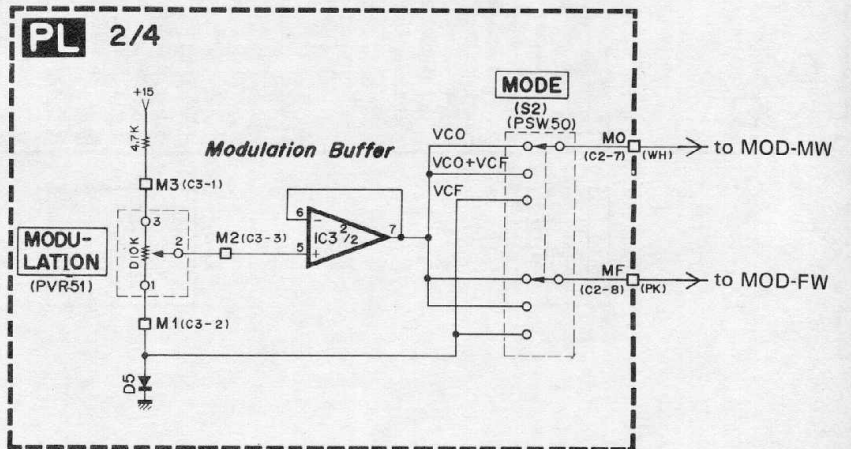 PL 2/4
+15
4.7K
Modulation Buffer
M3(C3-1)
3
D10K
2
1
MODU-
LATION
(PVR51)
M2(C3-3)
6
-
5
+
IC3 2/2
7
M1(C3-2)
D5
MODE
(S2)
(PSW50)
VCO
VCO+VCF
VCF
MO
(C2-7)
(WH)
to MOD-MW
MF
(C2-8)
(PK)
to MOD-FW